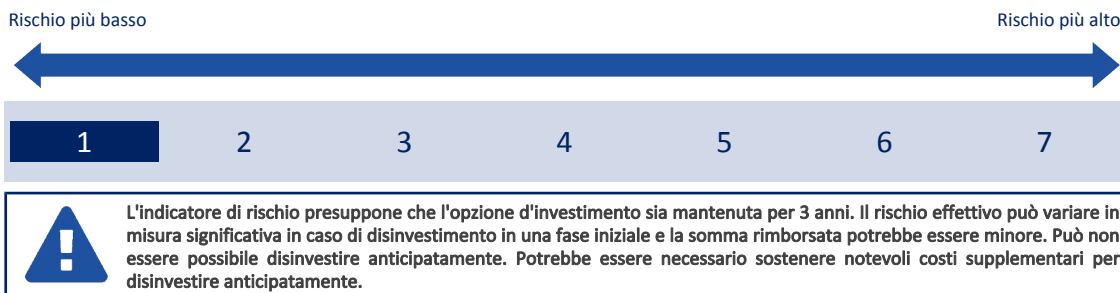 Rischio più basso Rischio più alto
1 2 3 4 5 6 7
L'indicatore di rischio presuppone che l'opzione d'investimento sia mantenuta per 3 anni. Il rischio effettivo può variare in
misura significativa in caso di disinvestimento in una fase iniziale e la somma rimborsata potrebbe essere minore. Può non
essere possibile disinvestire anticipatamente. Potrebbe essere necessario sostenere notevoli costi supplementari per
disinvestire anticipatamente.